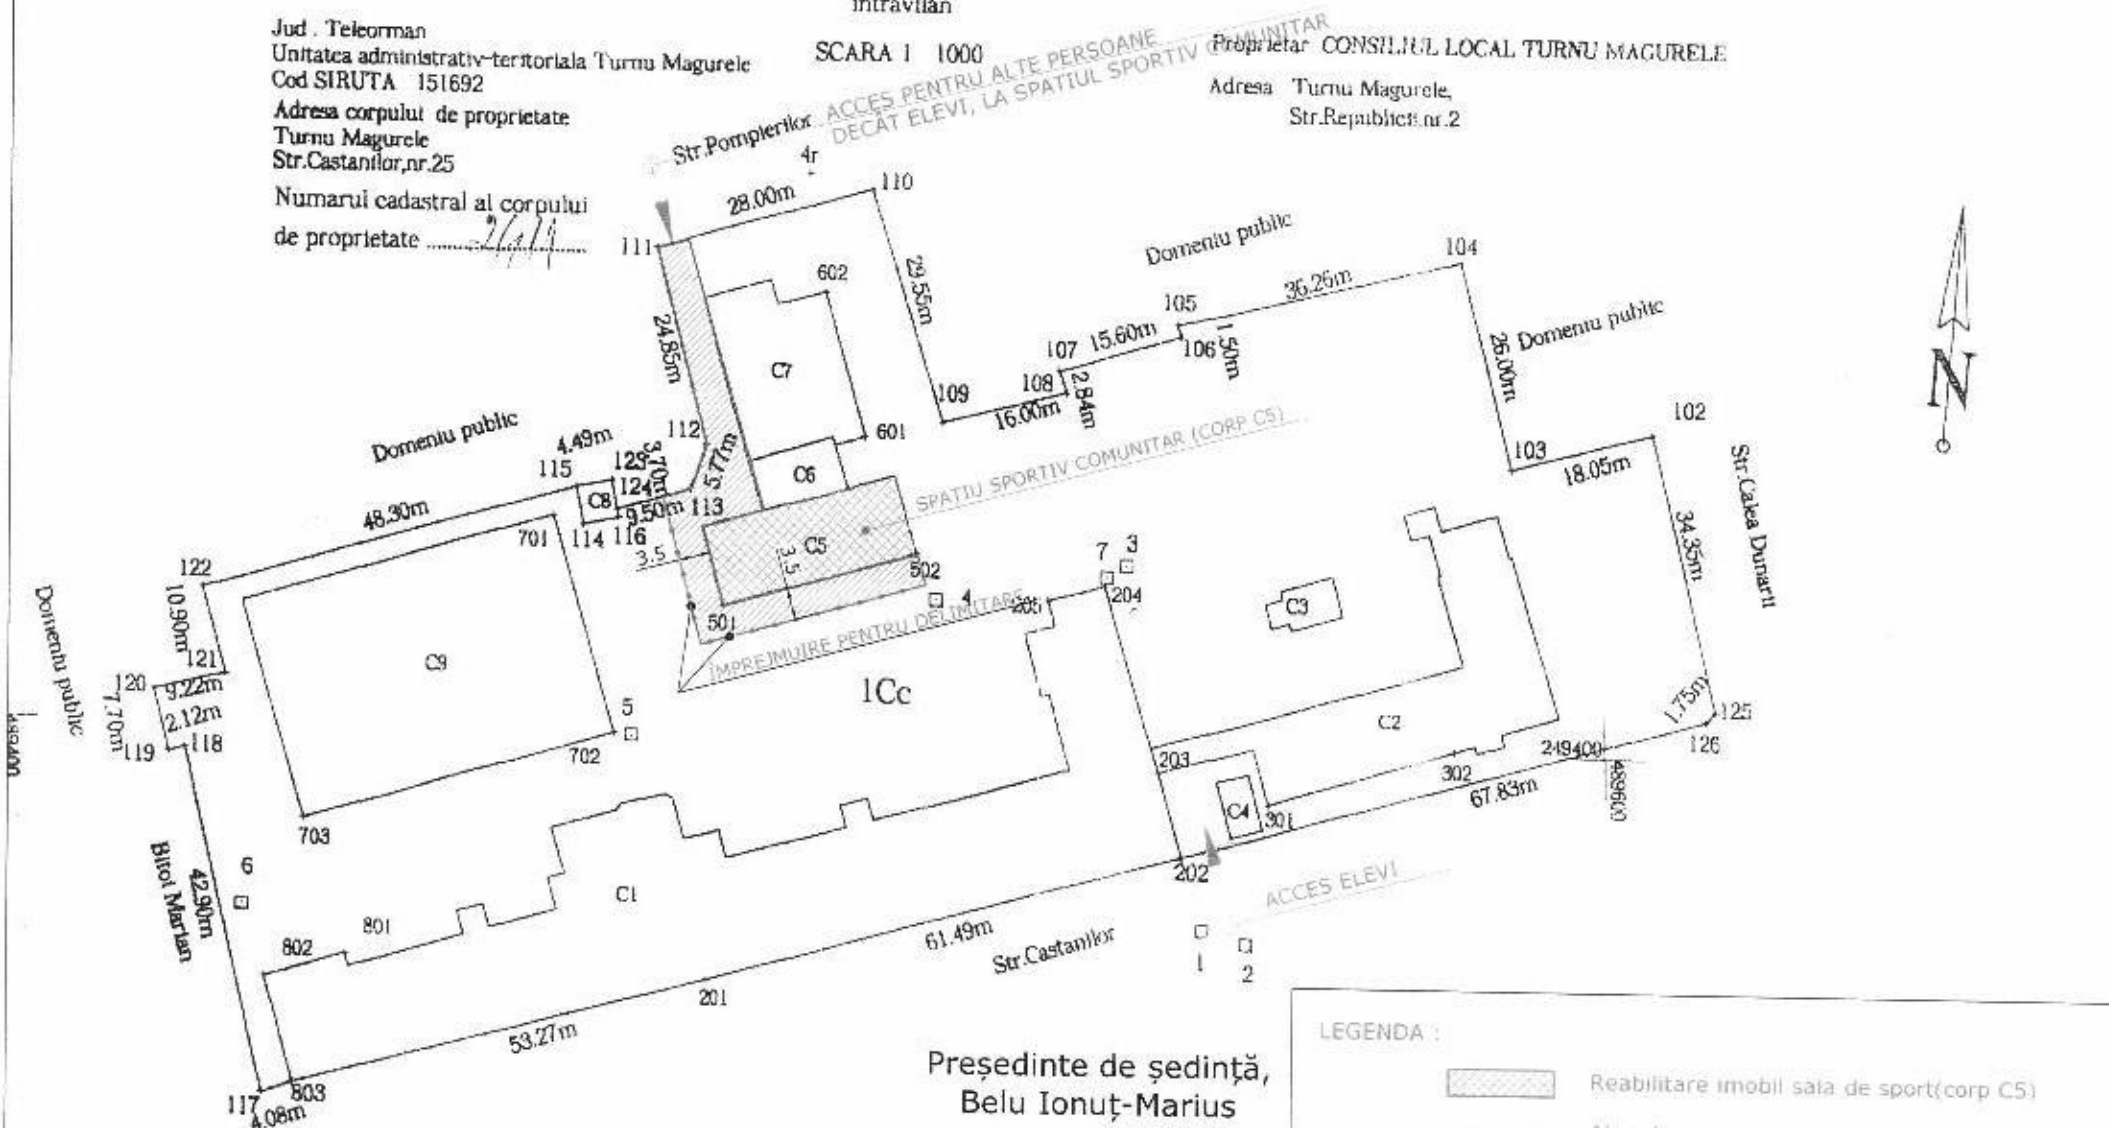 intravilan
Jud . Teleorman
Unitatea administrativ-teritoriala Turnu Magurele
Cod SIRUTA 151692
Adresa corpului de proprietate
Turnu Magurele
Str.Castanilor,nr.25
Numarul cadastral al corpului
de proprietate
SCARA 1 1000
Proprietar CONSILIUL LOCAL TURNU MAGURELE
Adresa Turnu Magurele,
Str.Republicii.nr.2
Str.Pompierilor
ACCES PENTRU ALTE PERSOANE
DECÂT ELEVI, LA SPATIUL SPORTIV COMUNITAR
4r
28.00m
110
111
602
29.55m
24.85m
C7
Domeniu public
104
105
36.26m
106
1.50m
107
15.60m
108
2.84m
109
16.00m
26.00m
Domeniu public
102
103
18.05m
N
Domeniu public
4.49m
112
601
115
123
3.70m
5.77m
C6
124
C8
113
9.50m
114
116
48.30m
701
SPATIU SPORTIV COMUNITAR (CORP C5)
C5
3.5
3.5
502
501
4
ÎMPREJMUIRE PENTRU DELIMITARE
205
7
3
204
C3
34.35m
Str.Calea Dunarii
122
10.90m
Domeniu public
121
120
9.22m
7.70m
2.12m
119
118
C9
5
702
703
1Cc
C2
1.75m
125
126
249400
489600
203
302
67.83m
C4
301
202
ACCES ELEVI
6
Bitoi Marian
42.90m
802
801
C1
61.49m
Str.Castanilor
1
2
201
53.27m
117
803
4.08m
Președinte de ședință,
Belu Ionuț-Marius
LEGENDA :
Reabilitare imobil sala de sport(corp C5)